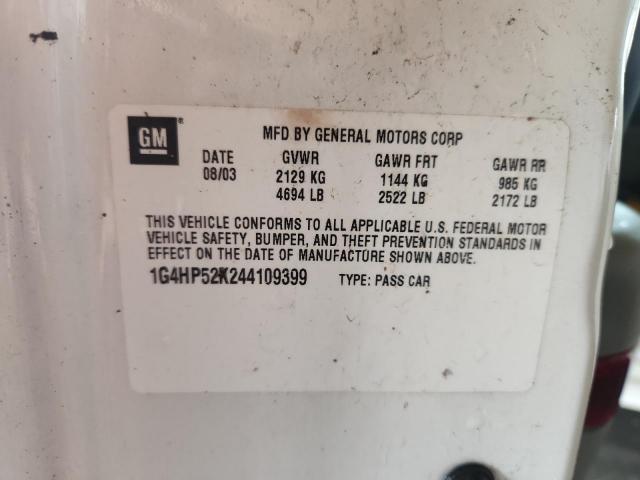 GM®
MFD BY GENERAL MOTORS CORP
DATE GVWR GAWR FRT GAWR RR
08/03 2129 KG 1144 KG 985 KG
4694 LB 2522 LB 2172 LB
THIS VEHICLE CONFORMS TO ALL APPLICABLE U.S. FEDERAL MOTOR
VEHICLE SAFETY, BUMPER, AND THEFT PREVENTION STANDARDS IN
EFFECT ON THE DATE OF MANUFACTURE SHOWN ABOVE.
1G4HP52K244109399 TYPE: PASS CAR